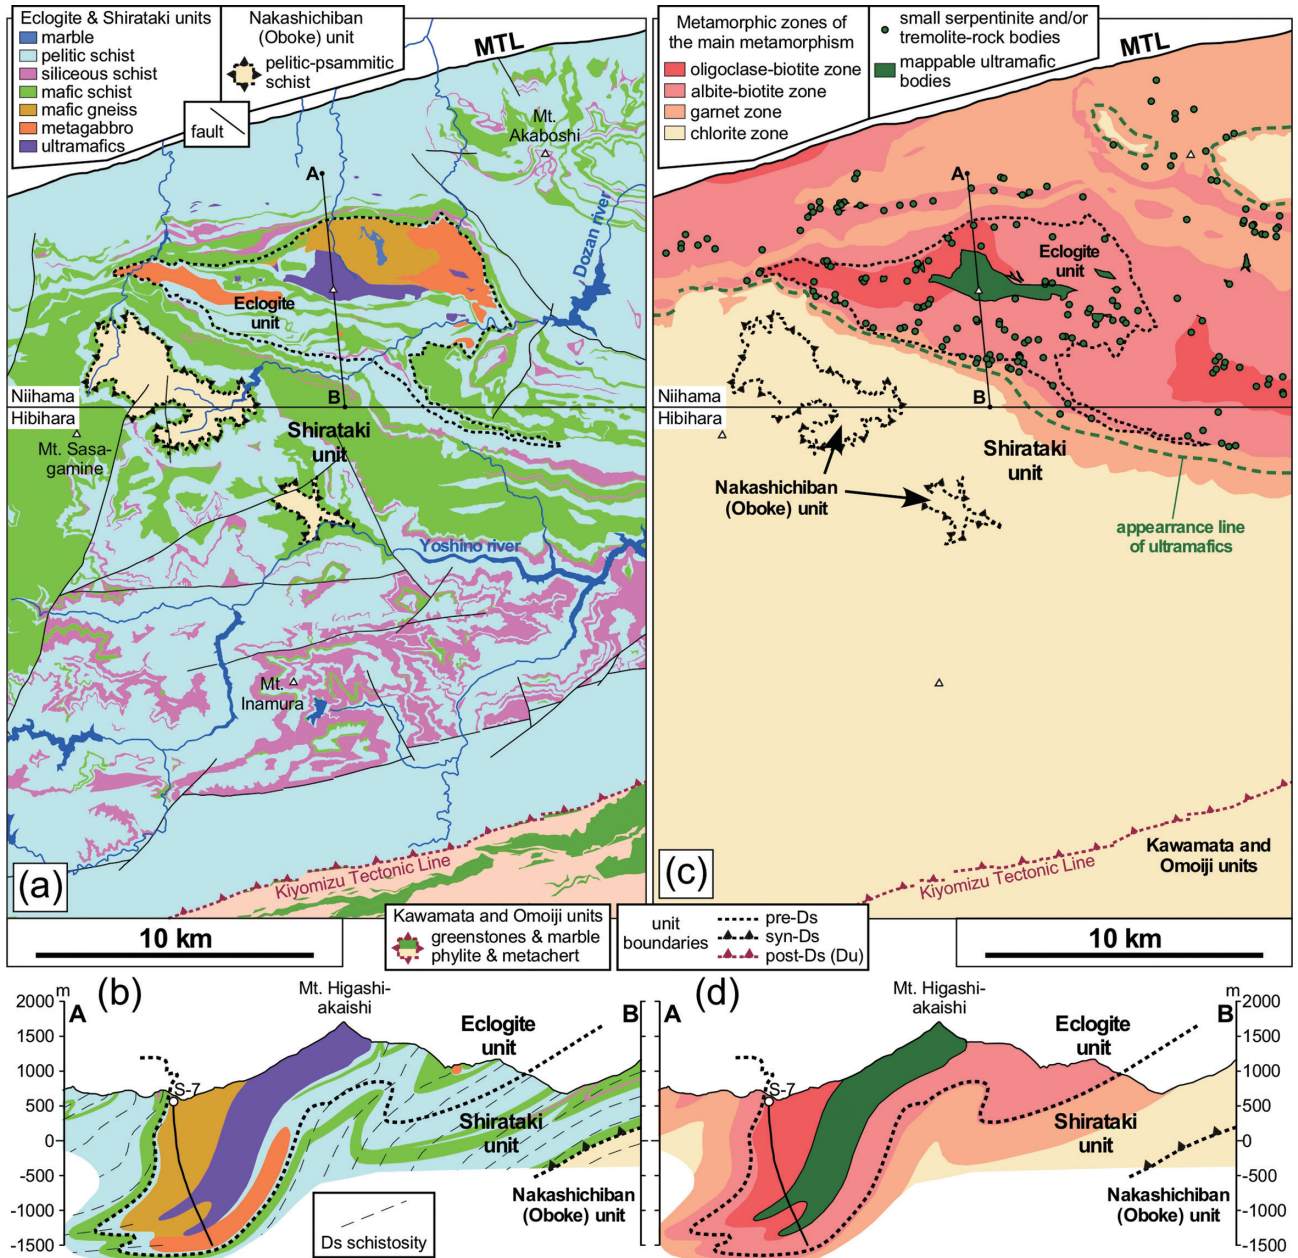 Eclogite & Shirataki units
marble
pelitic schist
siliceous schist
mafic schist
mafic gneiss
metagabbro
ultramafics
Nakashichiban
(Oboke) unit
pelitic-psammitic
schist
fault
MTL
Mt.
Akaboshi
A
Dozan river
Eclogite
unit
B
Niihama
Hibihara
Mt. Sasa-
gamine
Shirataki
unit
Yoshino river
Mt.
Inamura
(a)
Kiyomizu Tectonic Line
10 km
Metamorphic zones of
the main metamorphism
oligoclase-biotite zone
albite-biotite zone
garnet zone
chlorite zone
small serpentinite and/or
tremolite-rock bodies
mappable ultramafic
bodies
MTL
A
Eclogite
unit
Niihama
Hibihara
B
Shirataki
unit
Nakashichiban
(Oboke) unit
appearrance line
of ultramafics
Kawamata and
Omoiji units
(c)
Kiyomizu Tectonic Line
10 km
Kawamata and Omoiji units
greenstones & marble
phylite & metachert
unit
boundaries
pre-Ds
syn-Ds
post-Ds (Du)
(b)
m
2000
1500
1000
500
0
-500
-1000
-1500
A
Mt. Higashi-
akaishi
Eclogite
unit
B
S-7
Shirataki
unit
Nakashichiban
(Oboke) unit
Ds schistosity
(d)
A
Mt. Higashi-
akaishi
Eclogite
unit
B
S-7
Shirataki
unit
Nakashichiban
(Oboke) unit
m
2000
1500
1000
500
0
-500
-1000
-1500